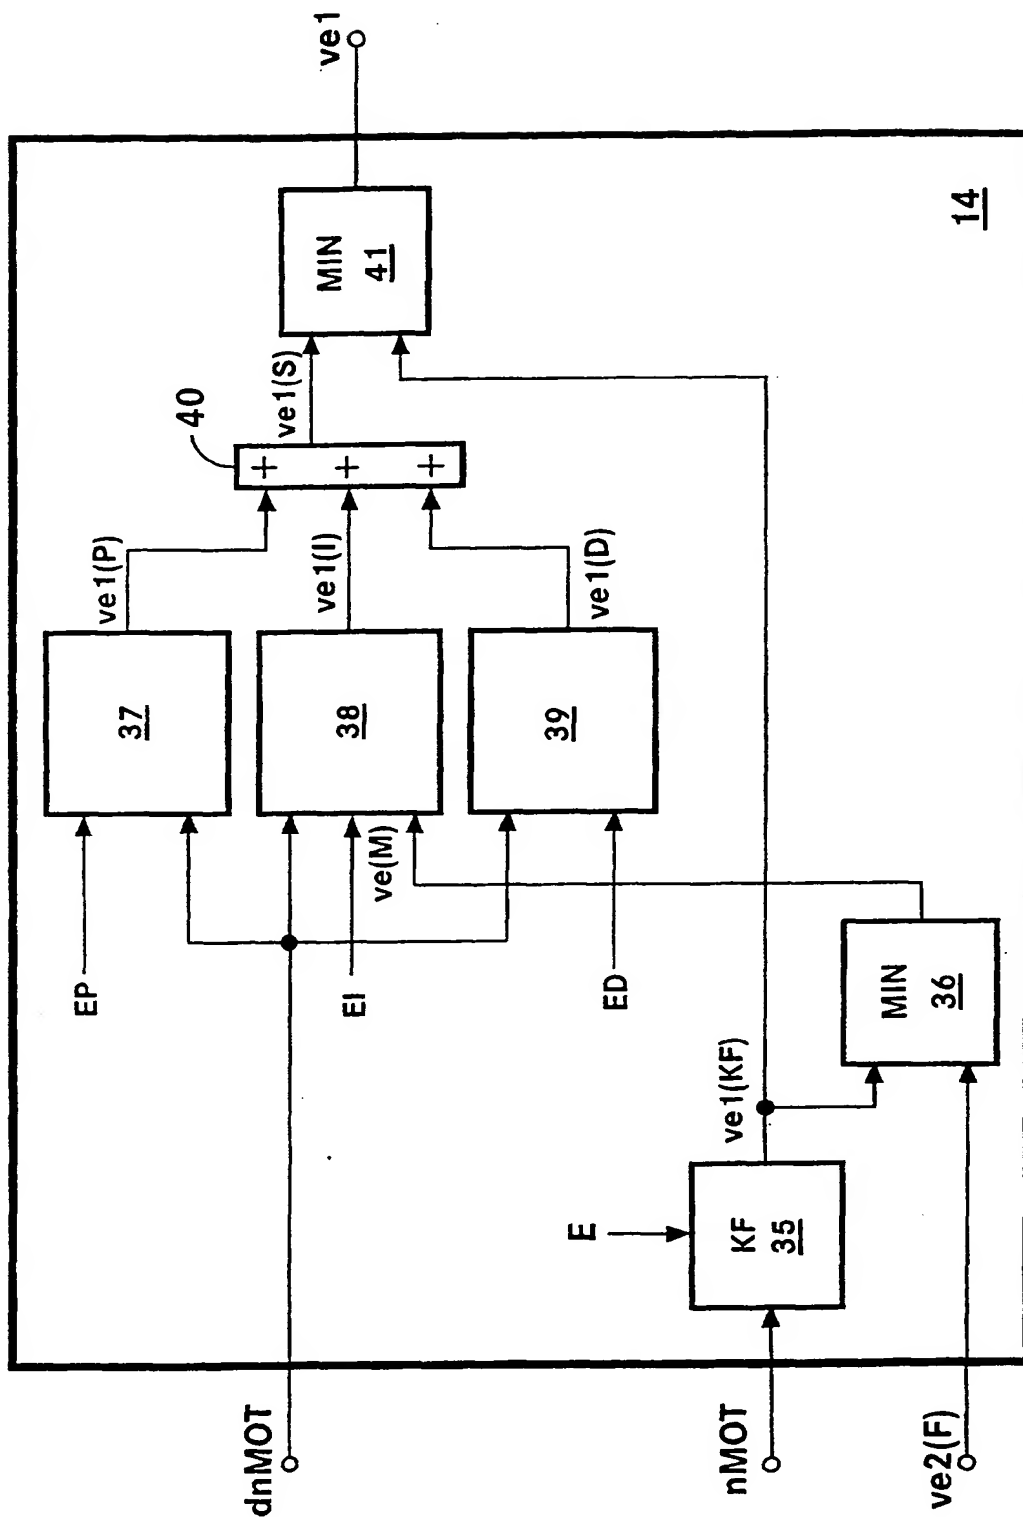 EP
37
ve1(P)
40
dnMOT
38
ve1(I)
+
+
+
ve1(S)
MIN
41
ve1
EI
ve(M)
39
ve1(D)
ED
E
nMOT
KF
35
ve1(KF)
ve2(F)
MIN
36
14